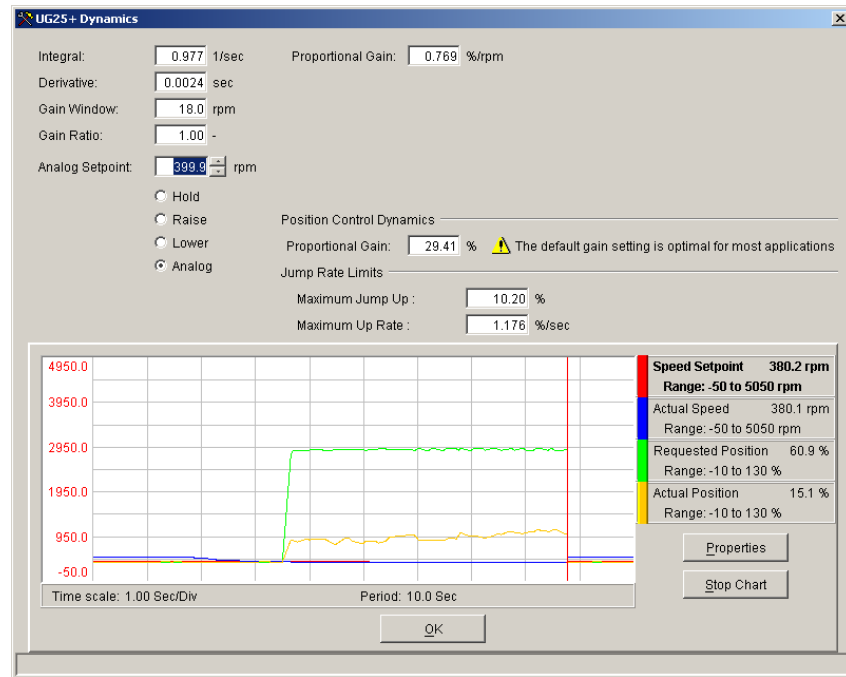 UG25+ Dynamics
Integral: 0.977 1/sec Proportional Gain: 0.769 %/rpm
Derivative: 0.0024 sec
Gain Window: 18.0 rpm
Gain Ratio: 1.00 -
Analog Setpoint: 399.9 rpm
Hold
Raise
Lower
Analog
Position Control Dynamics
Proportional Gain: 29.41 % The default gain setting is optimal for most applications
Jump Rate Limits
Maximum Jump Up : 10.20 %
Maximum Up Rate : 1.176 %/sec
4950.0
3950.0
2950.0
1950.0
950.0
-50.0
Time scale: 1.00 Sec/Div Period: 10.0 Sec
Speed Setpoint 380.2 rpm
Range: -50 to 5050 rpm
Actual Speed 380.1 rpm
Range: -50 to 5050 rpm
Requested Position 60.9 %
Range: -10 to 130 %
Actual Position 15.1 %
Range: -10 to 130 %
Properties
Stop Chart
OK